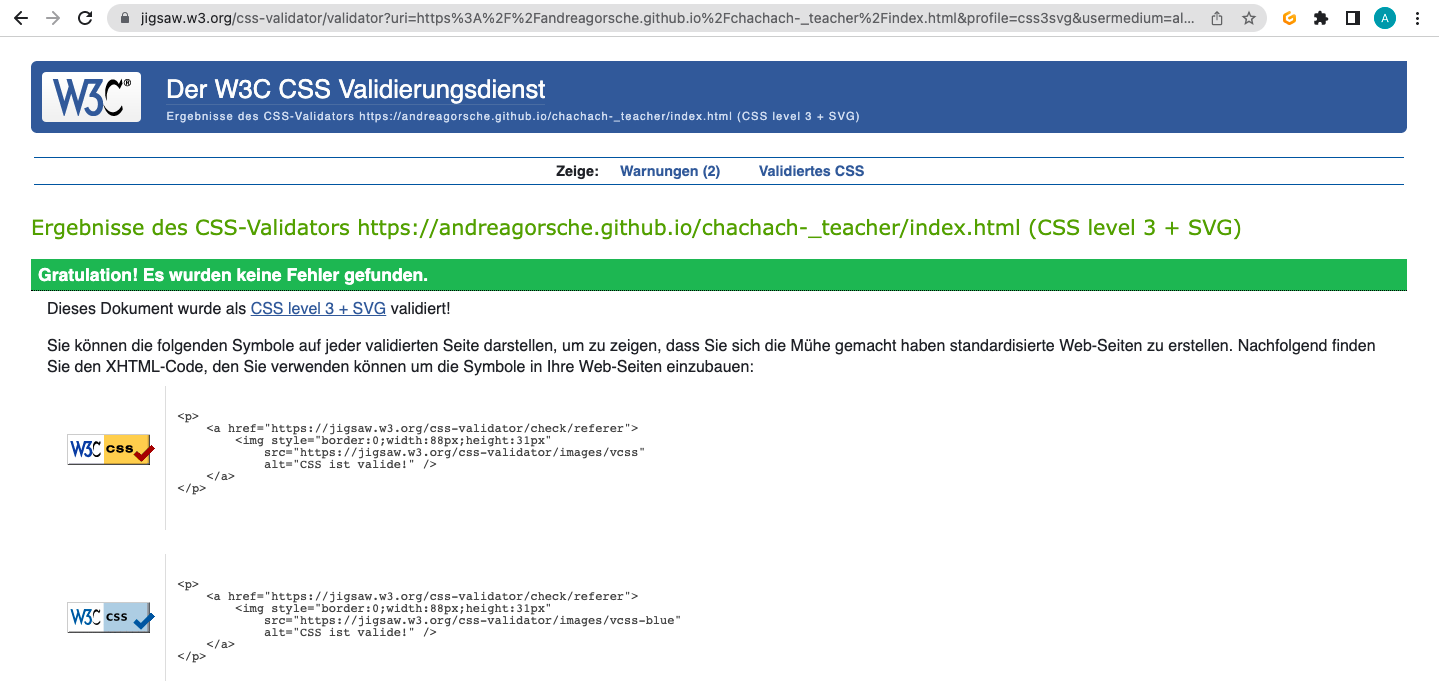 jigsaw.w3.org/css-validator/validator?uri=https%3A%2F%2Fandreagorsche.github.io%2Fchachach-_teacher%2Findex.html&profile=css3svg&usermedium=al...
A
W3C®
Der W3C CSS Validierungsdienst
Ergebnisse des CSS-Validators https://andreagorsche.github.io/chachach-_teacher/index.html (CSS level 3 + SVG)
Zeige: Warnungen (2) Validiertes CSS
Ergebnisse des CSS-Validators https://andreagorsche.github.io/chachach-_teacher/index.html (CSS level 3 + SVG)
Gratulation! Es wurden keine Fehler gefunden.
Dieses Dokument wurde als CSS level 3 + SVG validiert!
Sie können die folgenden Symbole auf jeder validierten Seite darstellen, um zu zeigen, dass Sie sich die Mühe gemacht haben standardisierte Web-Seiten zu erstellen. Nachfolgend finden
Sie den XHTML-Code, den Sie verwenden können um die Symbole in Ihre Web-Seiten einzubauen:
W3C css
<p>
<a href="https://jigsaw.w3.org/css-validator/check/referer">
<img style="border:0;width:88px;height:31px"
src="https://jigsaw.w3.org/css-validator/images/vcss"
alt="CSS ist valide!" />
</a>
</p>
W3C css
<p>
<a href="https://jigsaw.w3.org/css-validator/check/referer">
<img style="border:0;width:88px;height:31px"
src="https://jigsaw.w3.org/css-validator/images/vcss-blue"
alt="CSS ist valide!" />
</a>
</p>